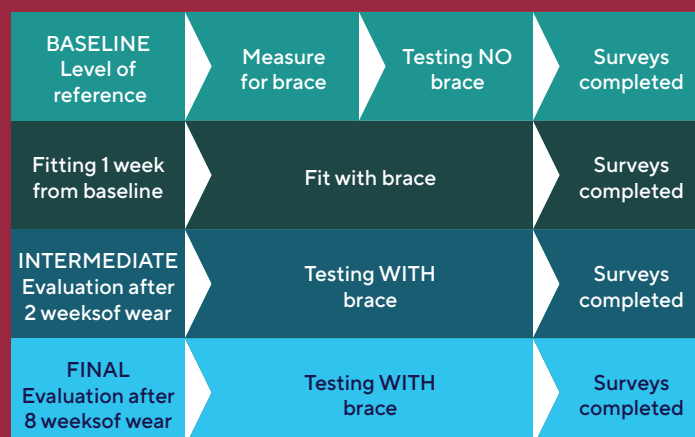 BASELINE
Level of
reference
Measure
for brace
Testing NO
brace
Surveys
completed
Fitting 1 week
from baseline
Fit with brace
Surveys
completed
INTERMEDIATE
Evaluation after
2 weeksof wear
Testing WITH
brace
Surveys
completed
FINAL
Evaluation after
8 weeksof wear
Testing WITH
brace
Surveys
completed